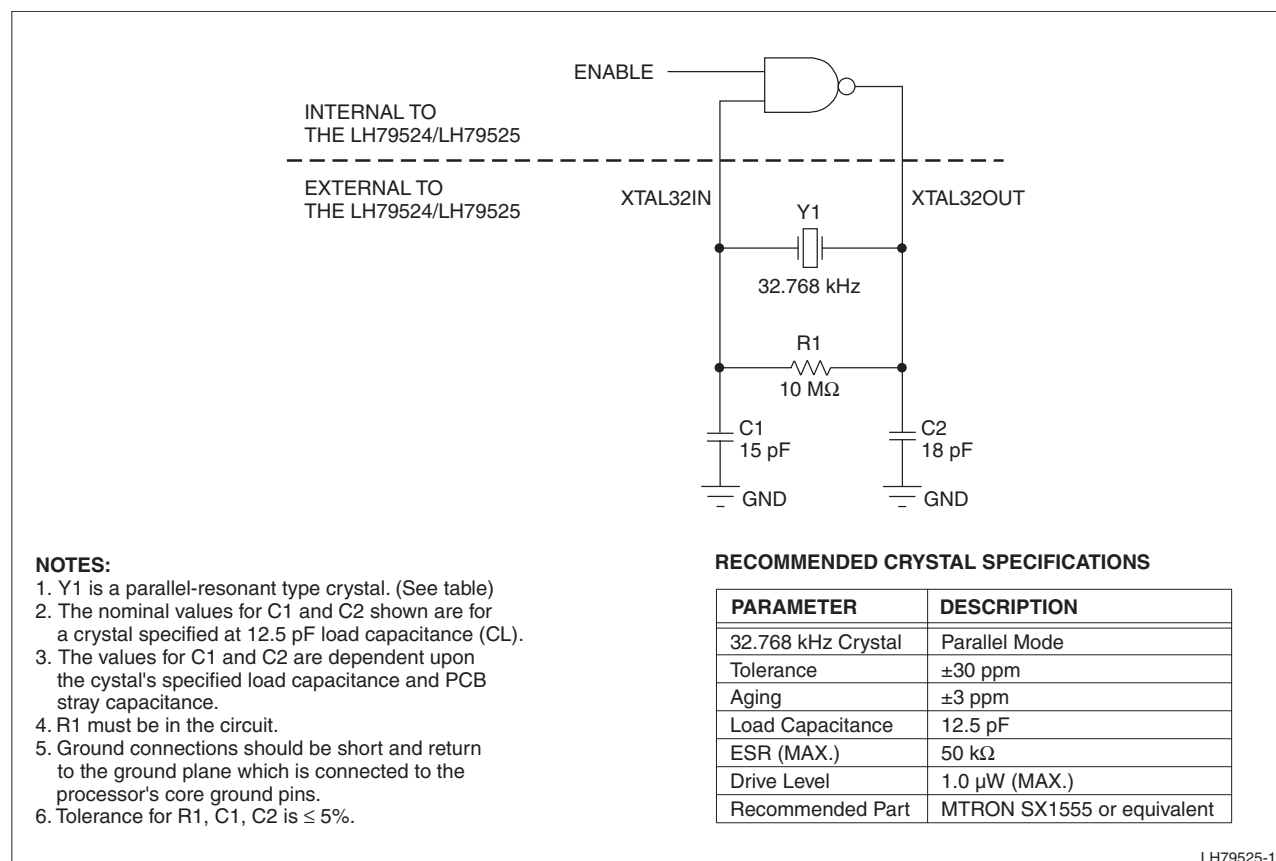 ENABLE
INTERNAL TO
THE LH79524/LH79525
EXTERNAL TO
THE LH79524/LH79525
XTAL32IN
XTAL32OUT
Y1
32.768 kHz
R1
10 MΩ
C1
15 pF
C2
18 pF
GND
GND
NOTES:
1. Y1 is a parallel-resonant type crystal. (See table)
2. The nominal values for C1 and C2 shown are for
a crystal specified at 12.5 pF load capacitance (CL).
3. The values for C1 and C2 are dependent upon
the cystal's specified load capacitance and PCB
stray capacitance.
4. R1 must be in the circuit.
5. Ground connections should be short and return
to the ground plane which is connected to the
processor's core ground pins.
6. Tolerance for R1, C1, C2 is ≤ 5%.
RECOMMENDED CRYSTAL SPECIFICATIONS
PARAMETER DESCRIPTION
32.768 kHz Crystal Parallel Mode
Tolerance ±30 ppm
Aging ±3 ppm
Load Capacitance 12.5 pF
ESR (MAX.) 50 kΩ
Drive Level 1.0 µW (MAX.)
Recommended Part MTRON SX1555 or equivalent
LH79525-1